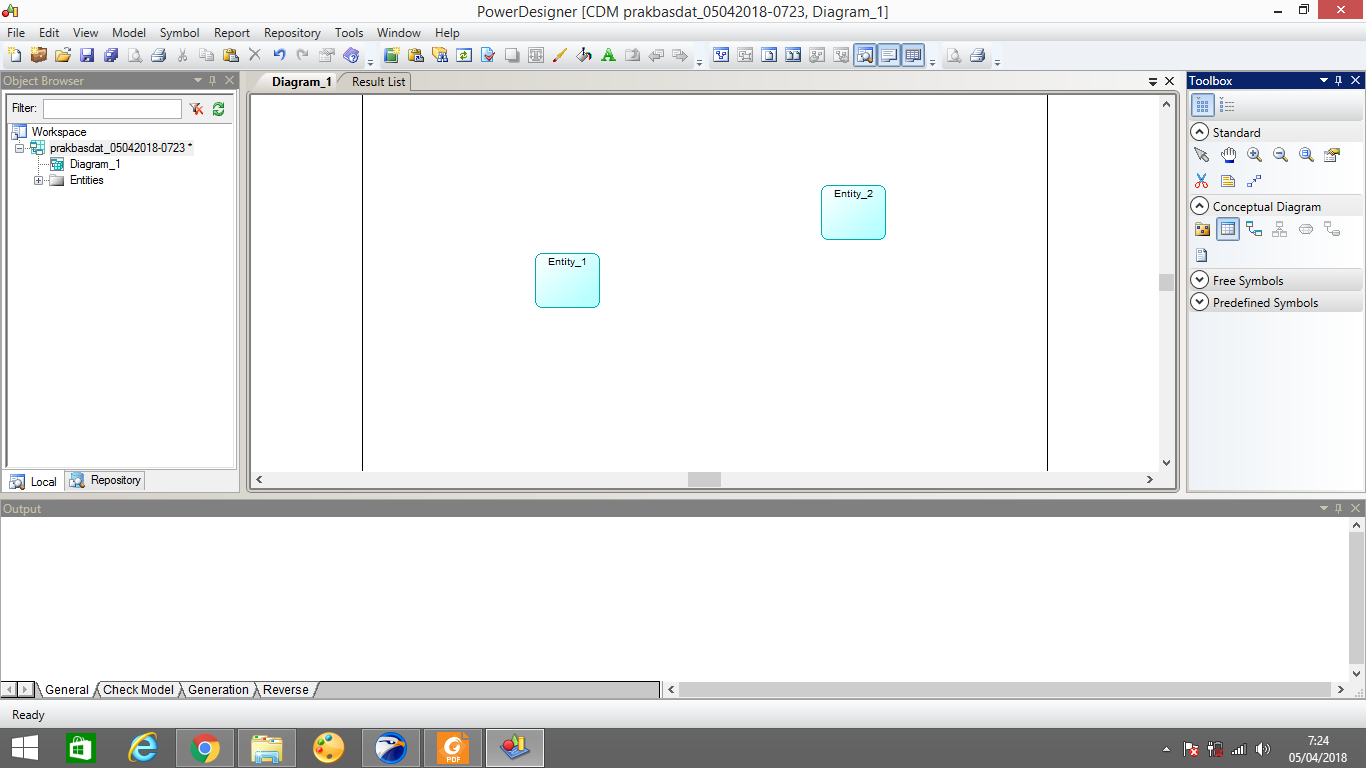 PowerDesigner [CDM prakbasdat_05042018-0723, Diagram_1]
File Edit View Model Symbol Report Repository Tools Window Help
Object Browser
Filter:
Workspace
prakbasdat_05042018-0723 *
Diagram_1
Entities
Local Repository
Diagram_1 Result List
Entity_2
Entity_1
Toolbox
Standard
Conceptual Diagram
Free Symbols
Predefined Symbols
Output
General Check Model Generation Reverse
Ready
PDF
7:24
05/04/2018